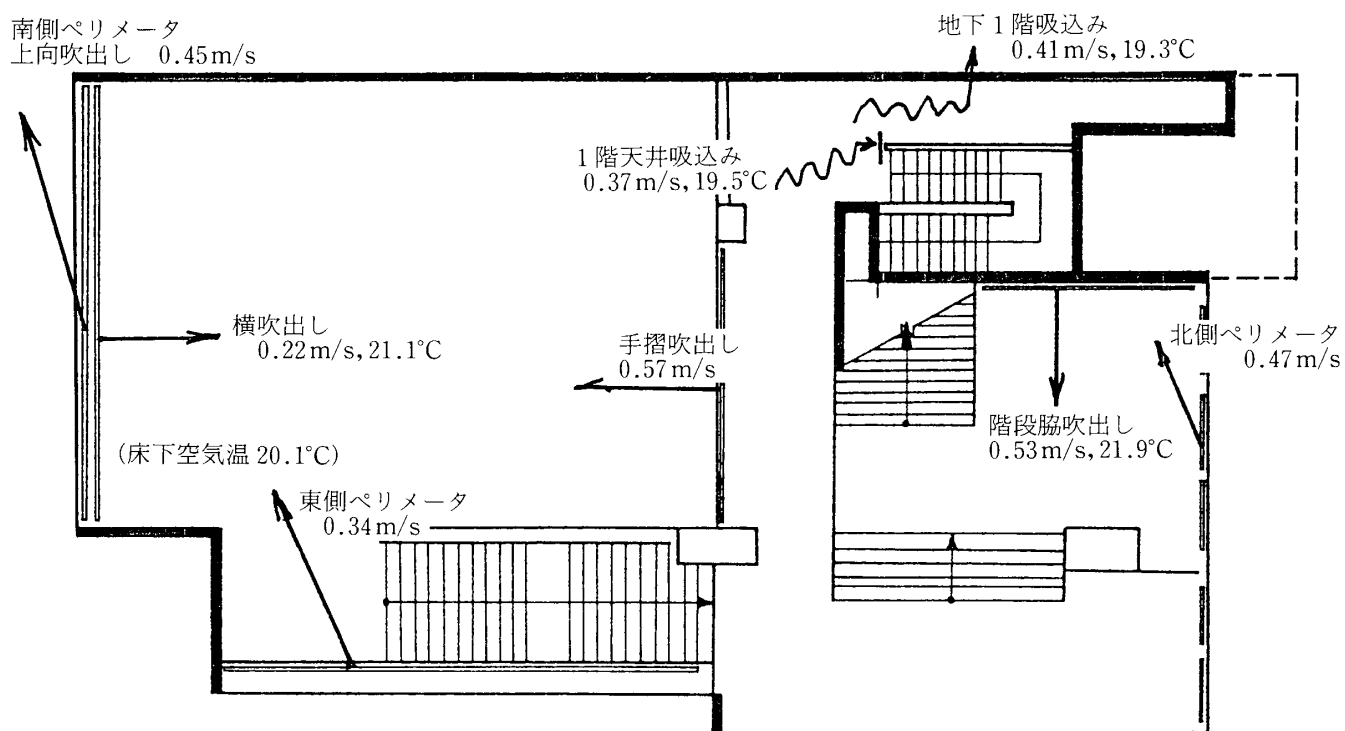 南側ペリメータ
上向吹出し 0.45m/s
地下1階吸込み
0.41m/s, 19.3℃
1階天井吸込み
0.37m/s, 19.5℃
横吹出し
0.22m/s, 21.1℃
手摺吹出し
0.57m/s
北側ペリメータ
0.47m/s
階段脇吹出し
0.53m/s, 21.9℃
(床下空気温 20.1℃)
東側ペリメータ
0.34m/s